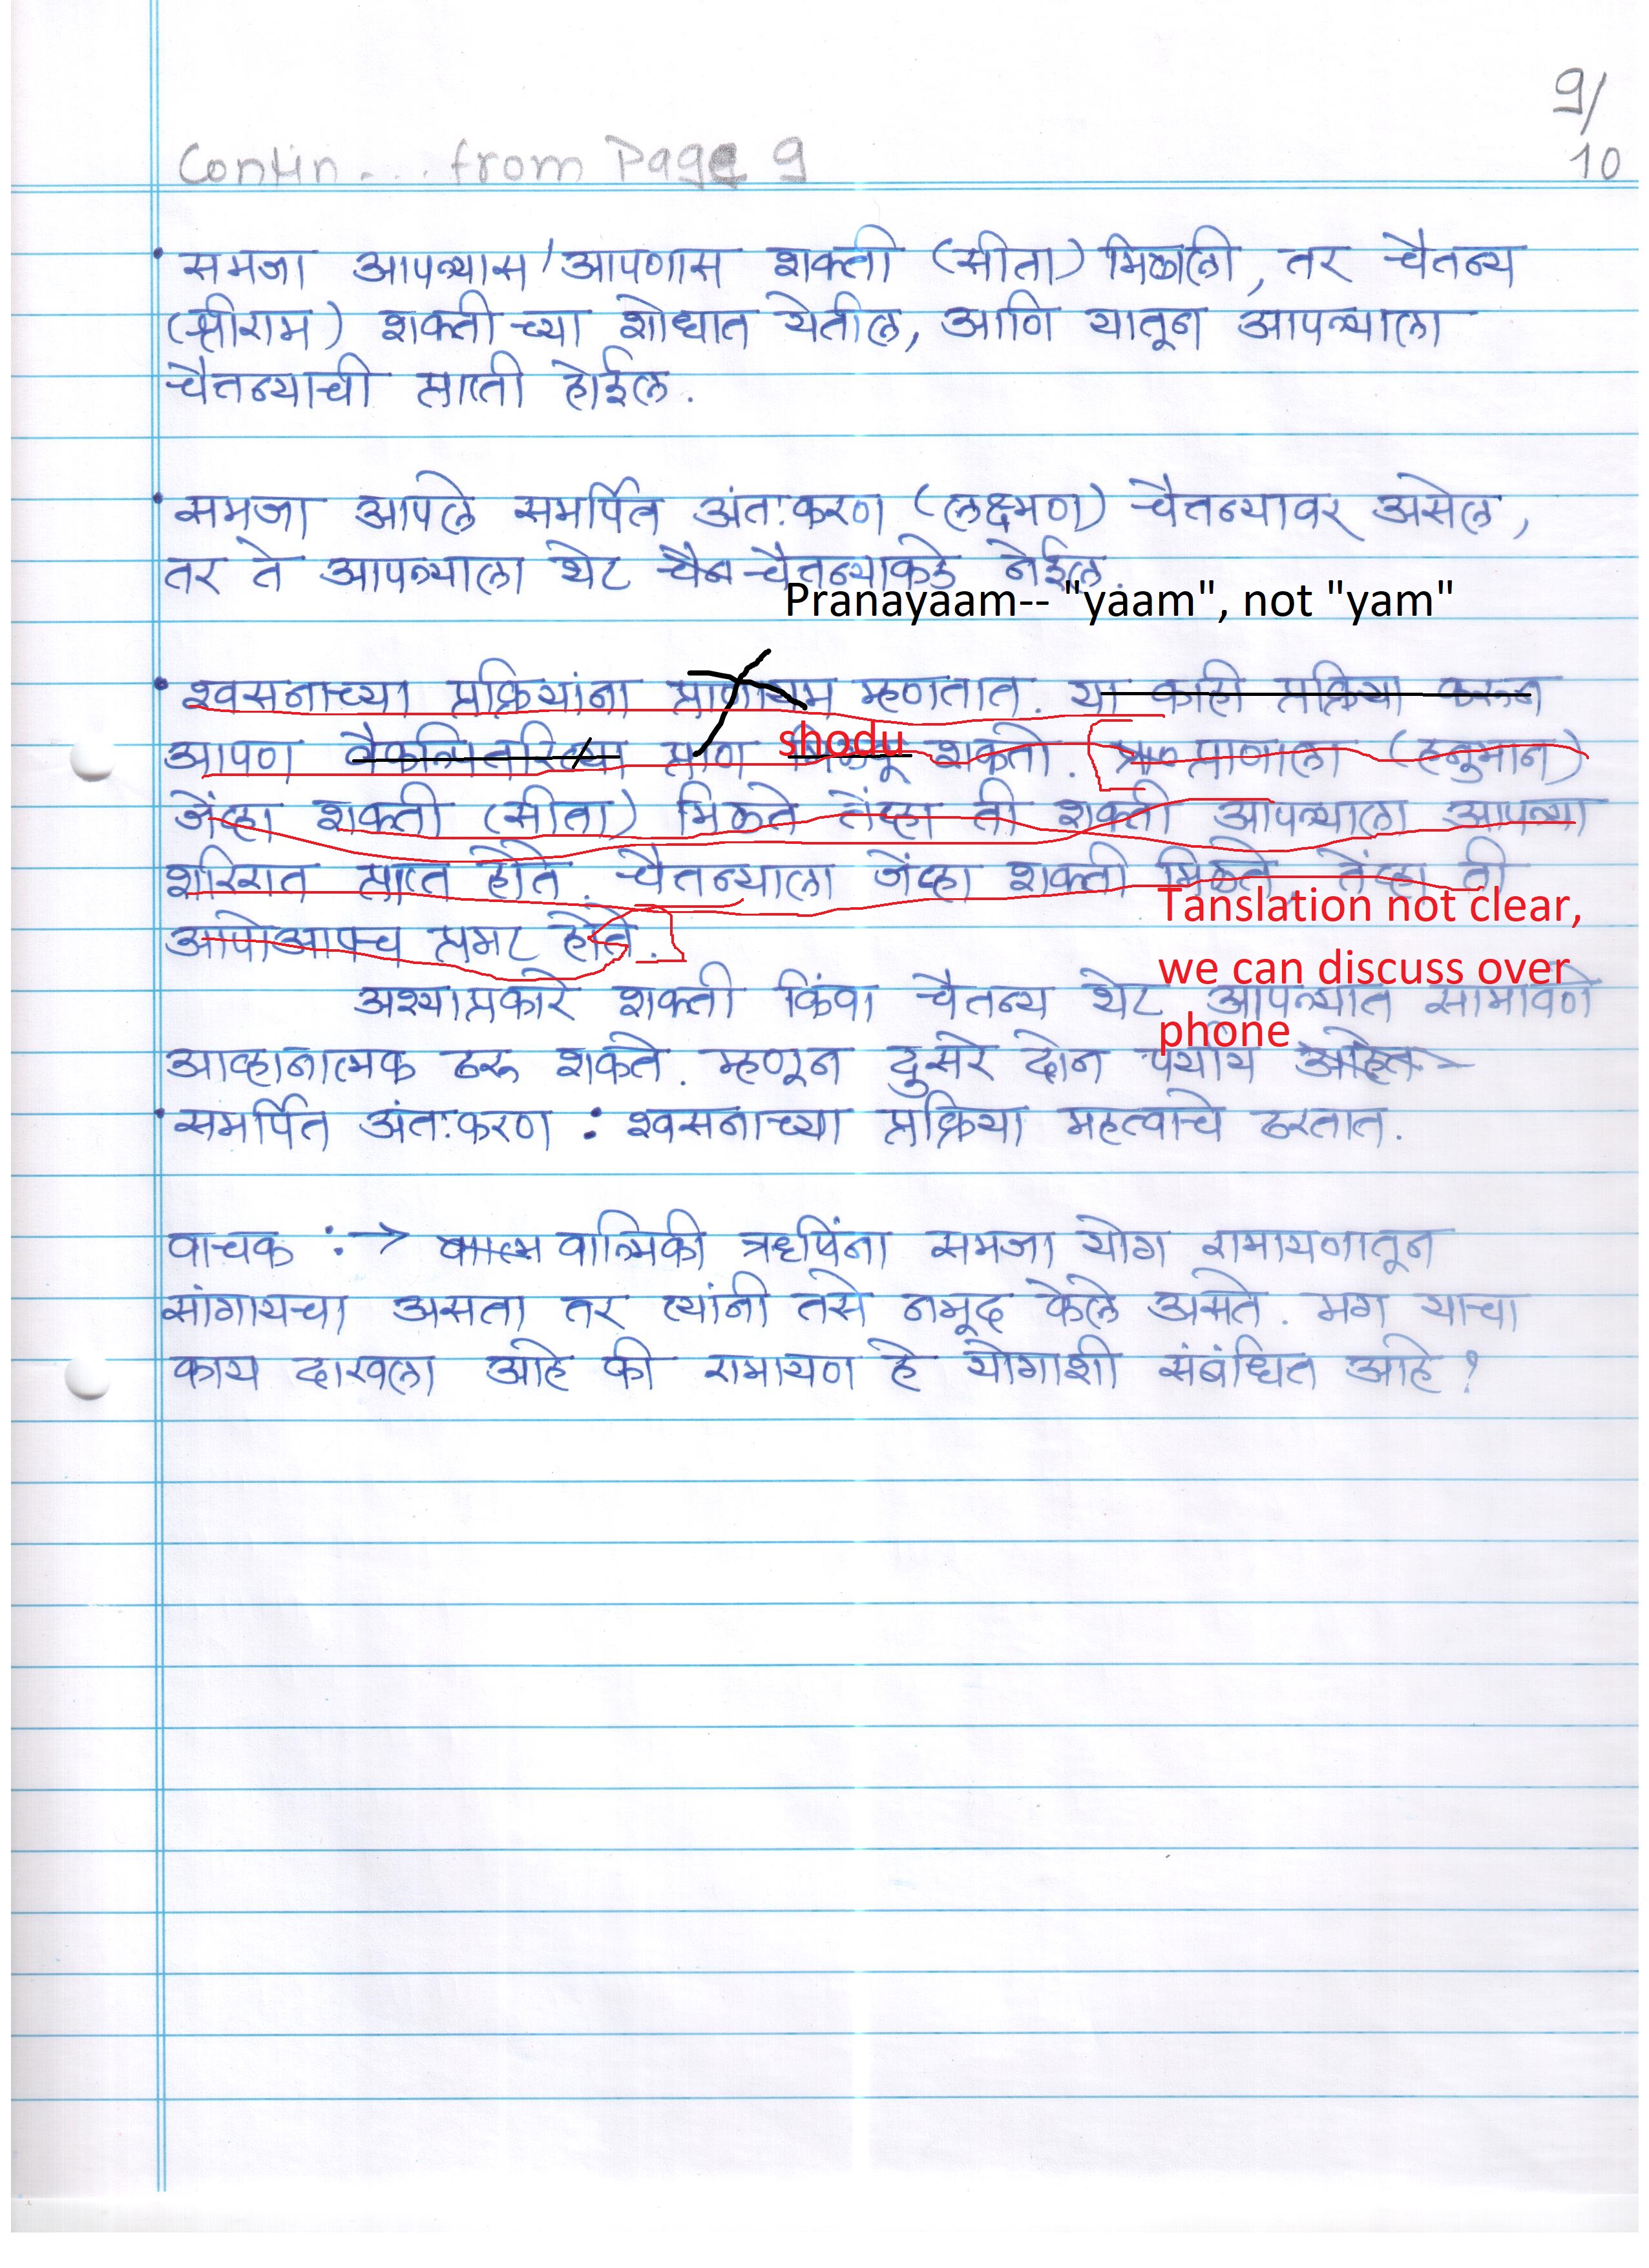 9/
10
Contin... from Page 9
• समजा आपल्यास/आपणास शक्ती (सीता) मिळाली, तर चैतन्य
(श्रीराम) शक्तीच्या शोधात येतील, आणि यातून आपल्याला
चैतन्याची प्राप्ती होईल.
• समजा आपले समर्पित अंतःकरण (लक्ष्मण) चैतन्यावर असेल,
तर ते आपल्याला थेट चैन चैतन्याकडे नेईल.
Pranayaam-- "yaam", not "yam"
• श्वसनाच्या प्रक्रियांना प्राणायम म्हणतात. या काही प्रक्रिया करून
shodu
आपण वैकल्पितरित्या प्राण मिळवू शकतो. प्राणाला (हनुमान)
जेंव्हा शक्ती (सीता) मिळते तेंव्हा ती शक्ती आपल्याला आपल्या
शरिरात प्राप्त होते. चैतन्याला जेंव्हा शक्ती मिळते, तेंव्हा ती
आपोआपच प्रगट होते.
Tanslation not clear,
we can discuss over
phone
अश्याप्रकारे शक्ती किंवा चैतन्य थेट आपल्यात सामावणे
आव्हानात्मक ठरू शकते. म्हणून दुसरे दोन पर्याय आहेत
• समर्पित अंतःकरण : श्वसनाच्या प्रक्रिया महत्वाचे ठरतात.
वाचक :→ वाल्मिकी ऋषिंना समजा योग रामायणातून
सांगायचा असता तर त्यांनी तसे नमूद केले असते. मग याचा
काय दाखला आहे की रामायण हे योगाशी संबंधित आहे?